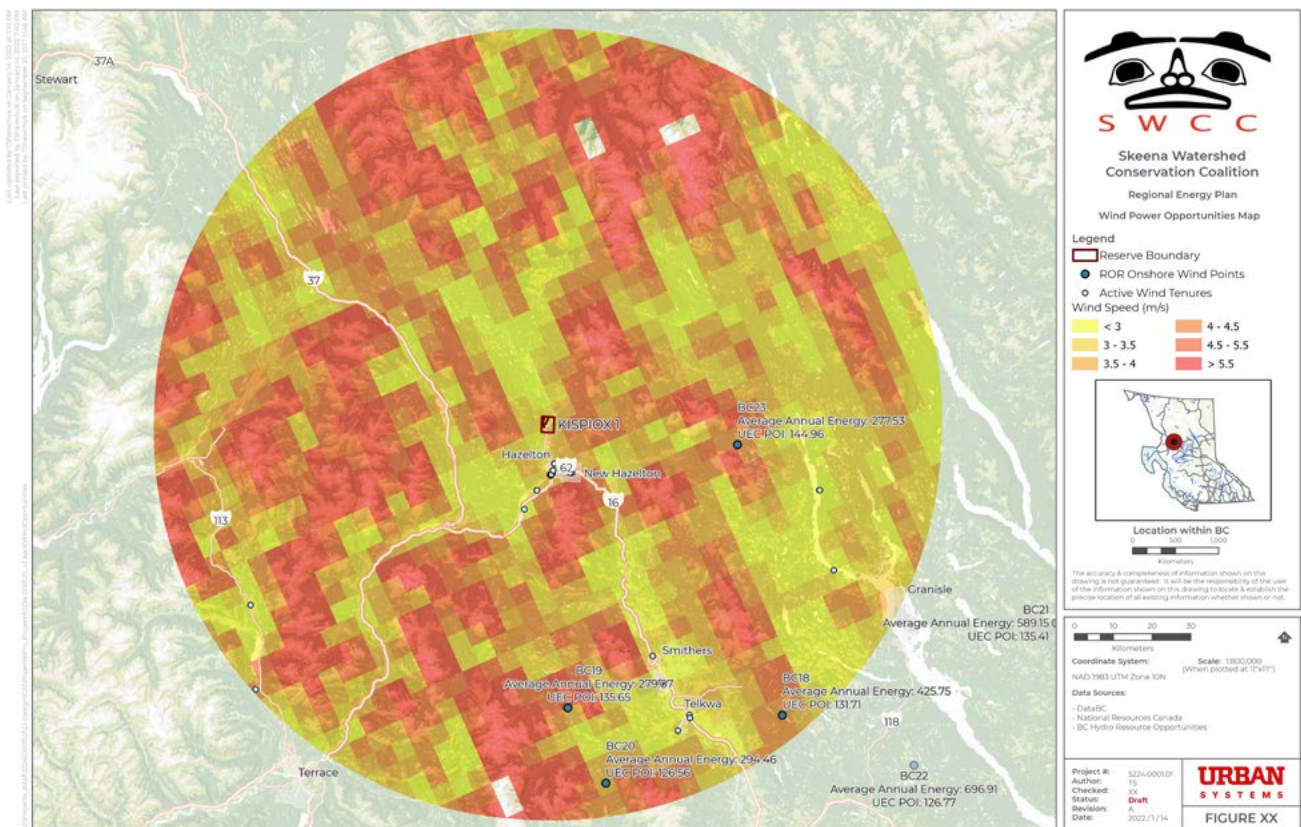 37A
Stewart
37
KISPIOX 1
Hazelton
62
New Hazelton
16
113
BC23
Average Annual Energy: 277.53
UEC POI: 144.96
Granisle
BC21
Average Annual Energy: 589.15
UEC POI: 135.41
Smithers
BC19
Average Annual Energy:
UEC POI: 135.65
BC18
Average Annual Energy: 425.75
UEC POI: 131.71
Telkwa
118
BC20
Average Annual Energy: 294.46
UEC POI: 126.56
Terrace
BC22
Average Annual Energy: 696.91
UEC POI: 126.77
SWCC
Skeena Watershed
Conservation Coalition
Regional Energy Plan
Wind Power Opportunities Map
Legend
Reserve Boundary
ROR Onshore Wind Points
Active Wind Tenures
Wind Speed (m/s)
< 3
3 - 3.5
3.5 - 4
4 - 4.5
4.5 - 5.5
> 5.5
Location within BC
0 500 1,000
Kilometers
The accuracy & completeness of information shown on this
drawing is not guaranteed. It will be the responsibility of the user
of the information shown on this drawing to locate & establish the
precise location of all existing information whether shown or not.
0 10 20 30
Kilometers
Coordinate System:
NAD 1983 UTM Zone 10N
Scale: 1:800,000
(When plotted at 11"x17")
Data Sources:
- DataBC
- National Resources Canada
- BC Hydro Resource Opportunities
Project #: 5224.0001.01
Author: TS
Checked: XX
Status: Draft
Revision: A
Date: 2022 / 1 / 14
URBAN
SYSTEMS
FIGURE XX